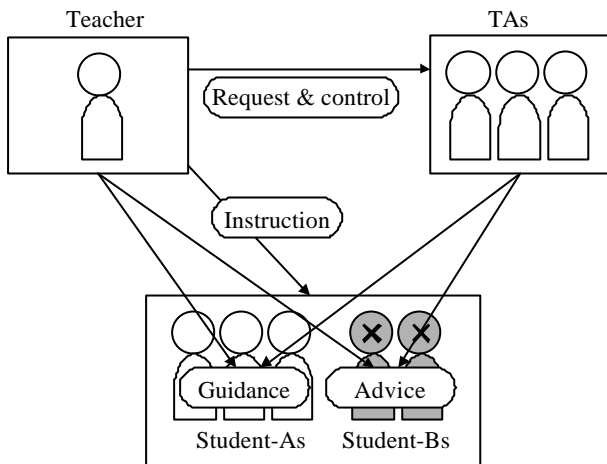 Teacher
TAs
Request & control
Instruction
Guidance
Advice
Student-As
Student-Bs